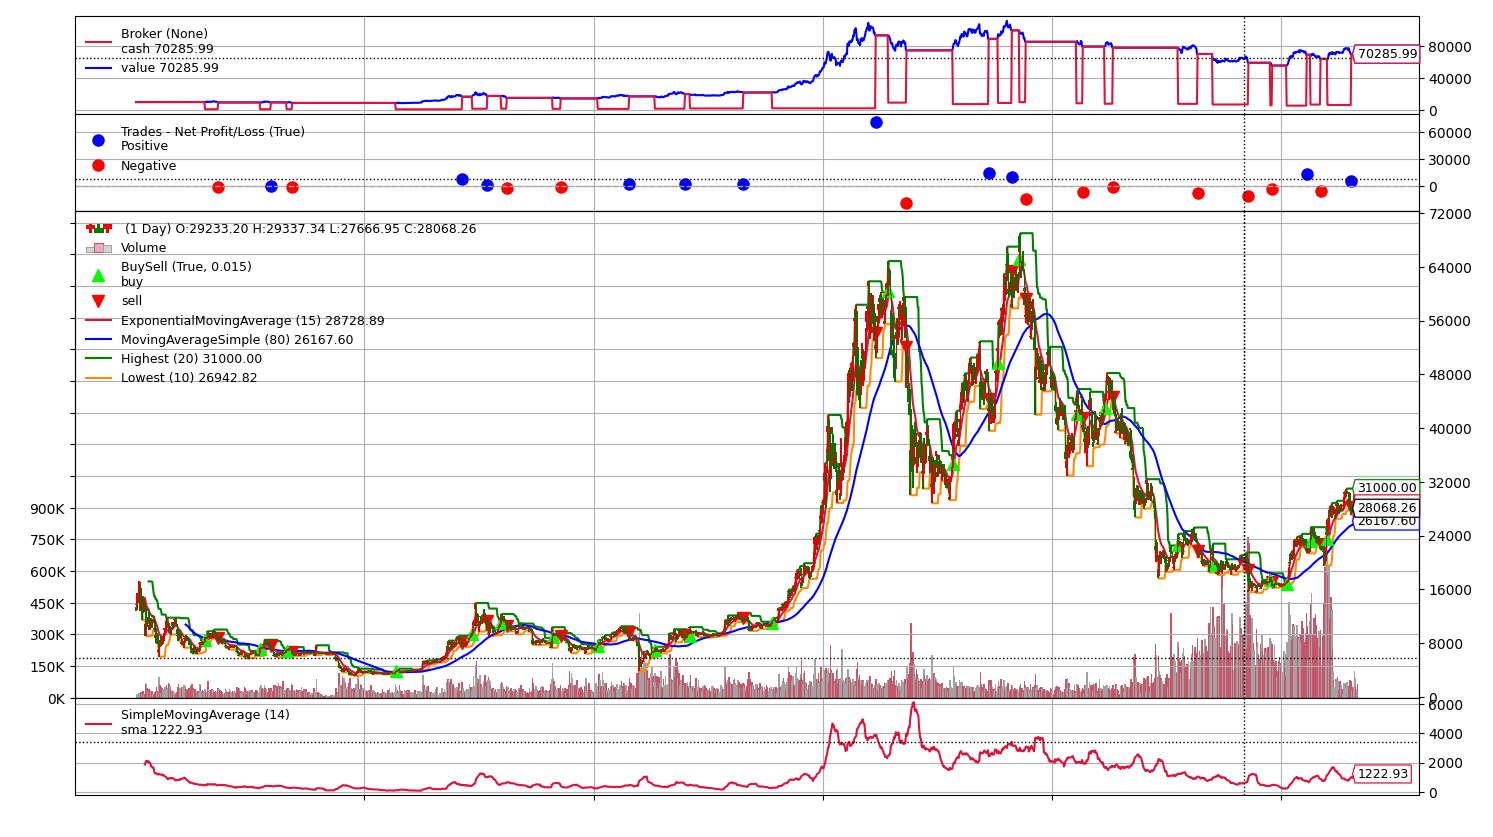 Broker (None)
cash 70285.99
value 70285.99
80000
70285.99
40000
0
Trades - Net Profit/Loss (True)
Positive
Negative
60000
30000
0
(1 Day) O:29233.20 H:29337.34 L:27666.95 C:28068.26
Volume
BuySell (True, 0.015)
buy
sell
ExponentialMovingAverage (15) 28728.89
MovingAverageSimple (80) 26167.60
Highest (20) 31000.00
Lowest (10) 26942.82
72000
64000
56000
48000
40000
32000
31000.00
28068.26
26167.60
24000
16000
8000
0
900K
750K
600K
450K
300K
150K
0K
SimpleMovingAverage (14)
sma 1222.93
6000
4000
2000
1222.93
0